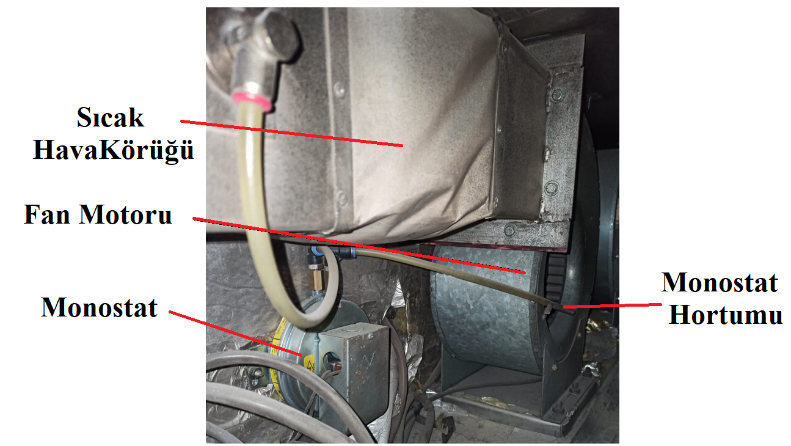 Sıcak
HavaKörüğü
Fan Motoru
Monostat
Monostat
Hortumu